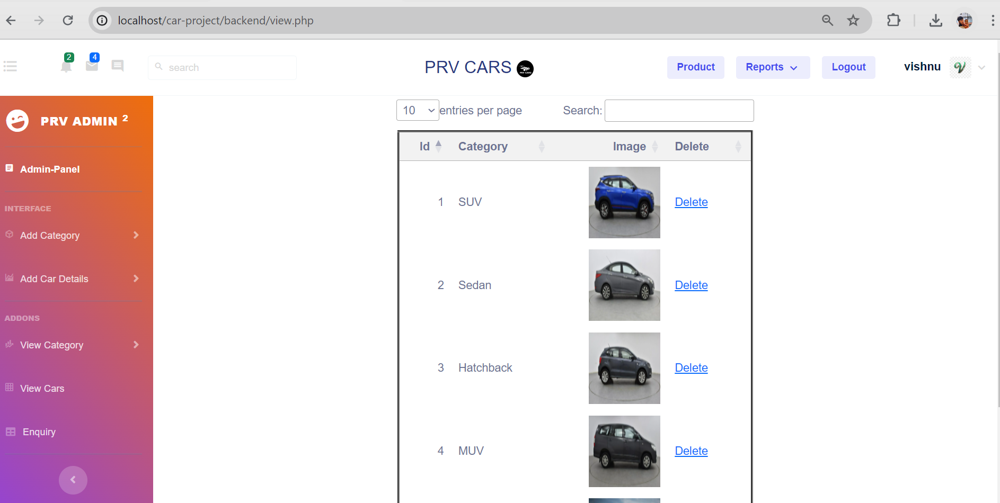 localhost/car-project/backend/view.php
2
4
search
PRV CARS
PRV CARS
Product
Reports
Logout
vishnu
V
PRV ADMIN 2
Admin-Panel
INTERFACE
Add Category
Add Car Details
ADDONS
View Category
View Cars
Enquiry
10 entries per page
Search:
Id Category Image Delete
1 SUV Delete
2 Sedan Delete
3 Hatchback Delete
4 MUV Delete